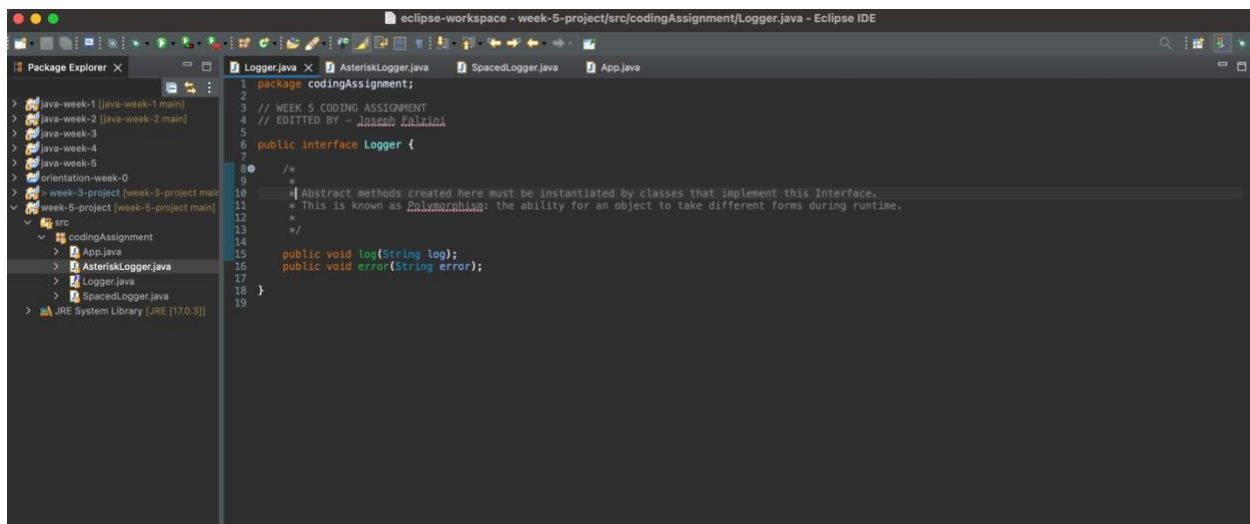 eclipse-workspace - week-5-project/src/codingAssignment/Logger.java - Eclipse IDE
Package Explorer
java-week-1 [java-week-1 main]
java-week-2 [java-week-2 main]
java-week-3
java-week-4
java-week-5
orientation-week-0
> week-3-project [week-3-project mai
week-5-project [week-5-project main]
src
codingAssignment
App.java
AsteriskLogger.java
Logger.java
SpacedLogger.java
JRE System Library [JRE [17.0.3]]
Logger.java AsteriskLogger.java SpacedLogger.java App.java
1 package codingAssignment;
2
3 // WEEK 5 CODING ASSIGNMENT
4 // EDITTED BY – Joseph Falzini
5
6 public interface Logger {
7
8 /*
9 *
10 * Abstract methods created here must be instantiated by classes that implement this Interface.
11 * This is known as Polymorphism: the ability for an object to take different forms during runtime.
12 *
13 */
14
15 public void log(String log);
16 public void error(String error);
17
18 }
19